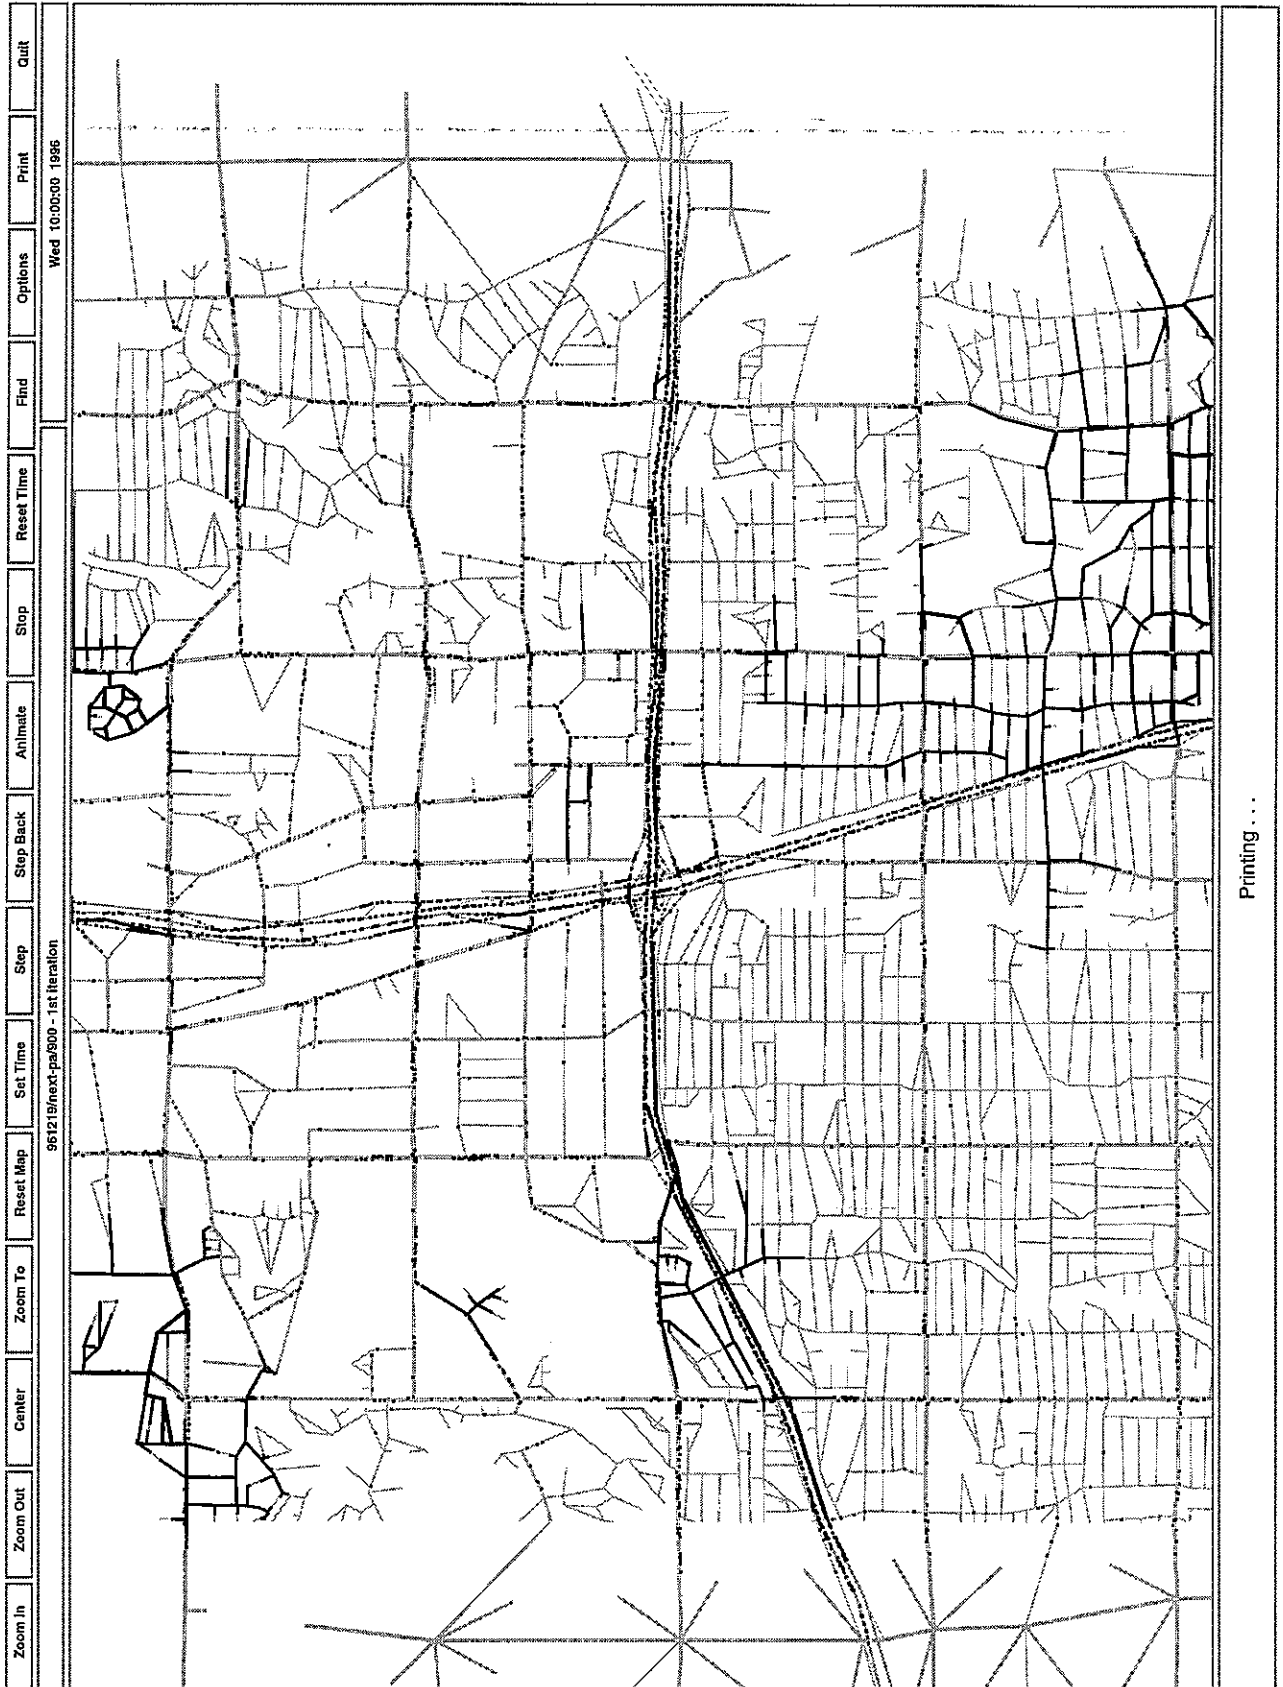 Zoom In
Zoom Out
Center
Zoom To
Reset Map
Set Time
Step
Step Back
Animate
Stop
Reset Time
Find
Options
Print
Quit
961219/next-pa/900 - 1st iteration
Wed 10:00:00 1996
Printing . . .